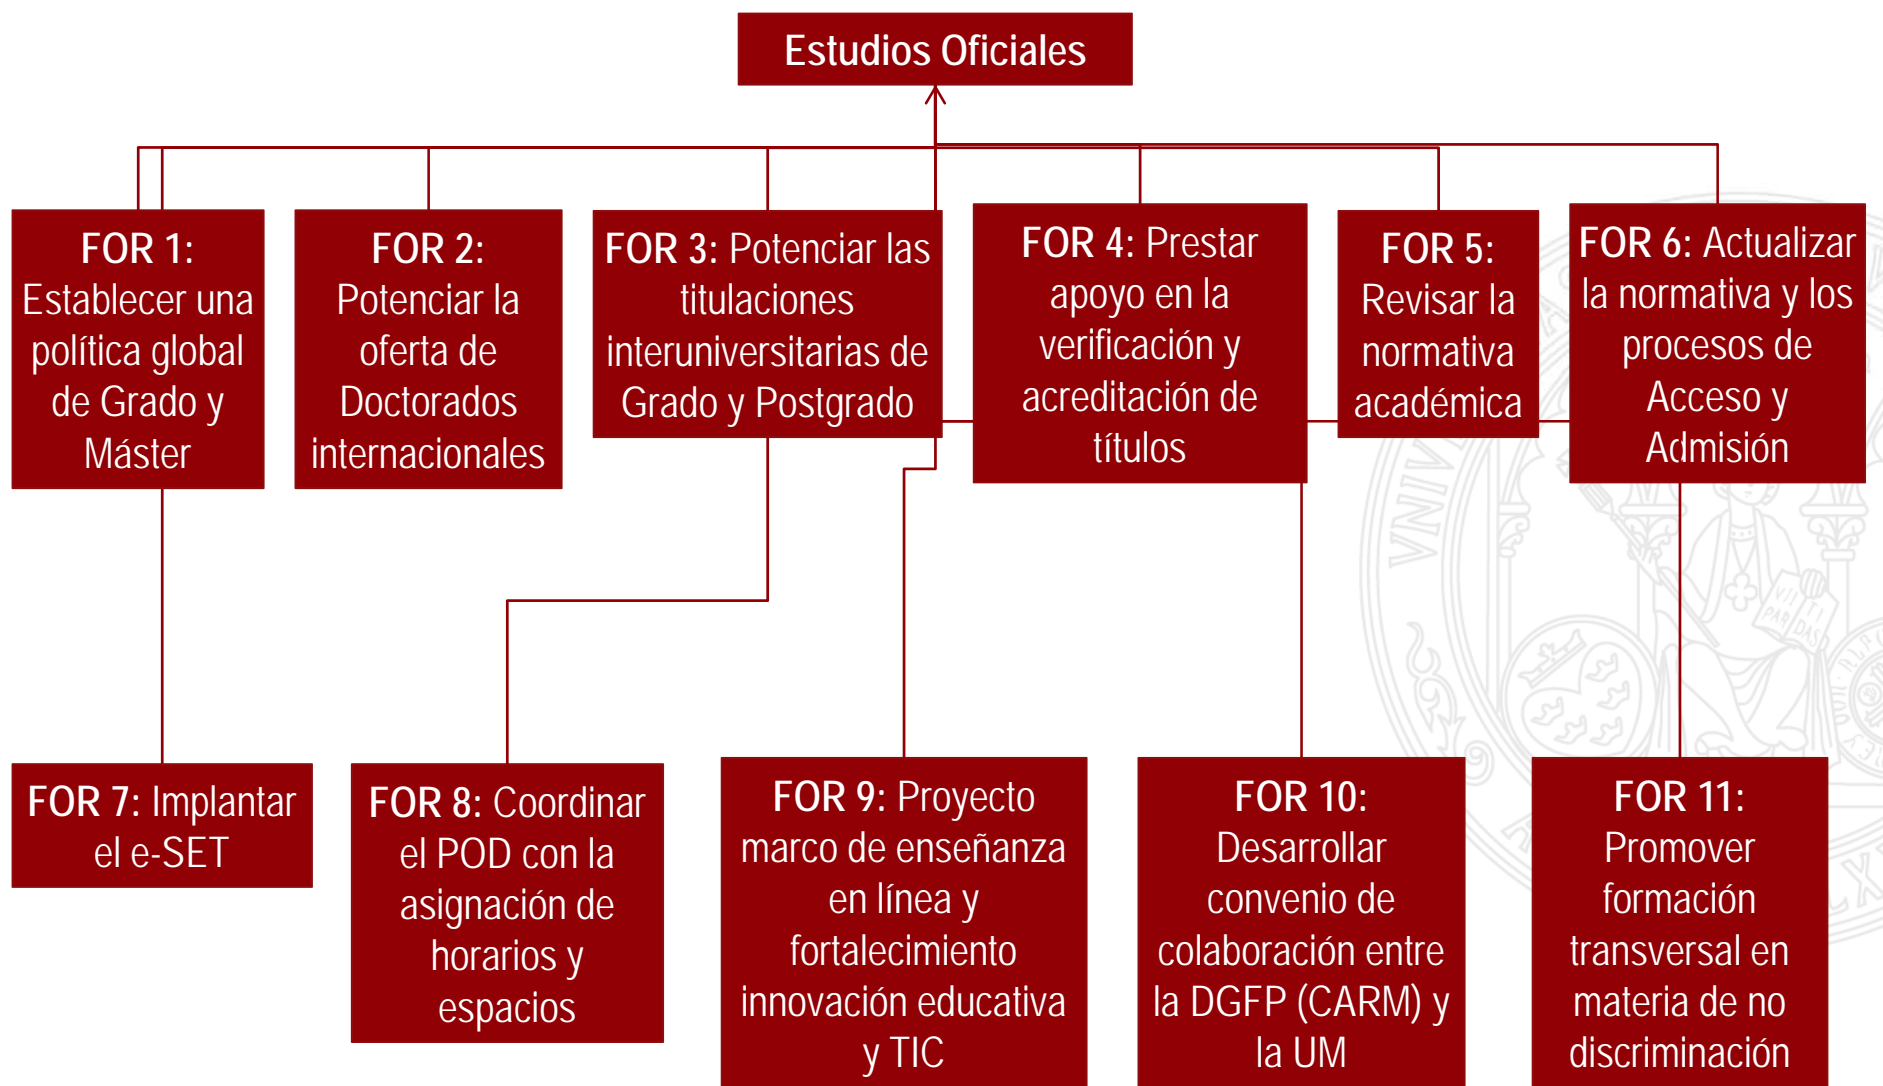 Estudios Oficiales
FOR 1:
Establecer una
política global
de Grado y
Máster
FOR 2:
Potenciar la
oferta de
Doctorados
internacionales
FOR 3: Potenciar las
titulaciones
interuniversitarias de
Grado y Postgrado
FOR 4: Prestar
apoyo en la
verificación y
acreditación de
títulos
FOR 5:
Revisar la
normativa
académica
FOR 6: Actualizar
la normativa y los
procesos de
Acceso y
Admisión
FOR 7: Implantar
el e-SET
FOR 8: Coordinar
el POD con la
asignación de
horarios y
espacios
FOR 9: Proyecto
marco de enseñanza
en línea y
fortalecimiento
innovación educativa
y TIC
FOR 10:
Desarrollar
convenio de
colaboración entre
la DGFP (CARM) y
la UM
FOR 11:
Promover
formación
transversal en
materia de no
discriminación
VII TI
PAR DAS